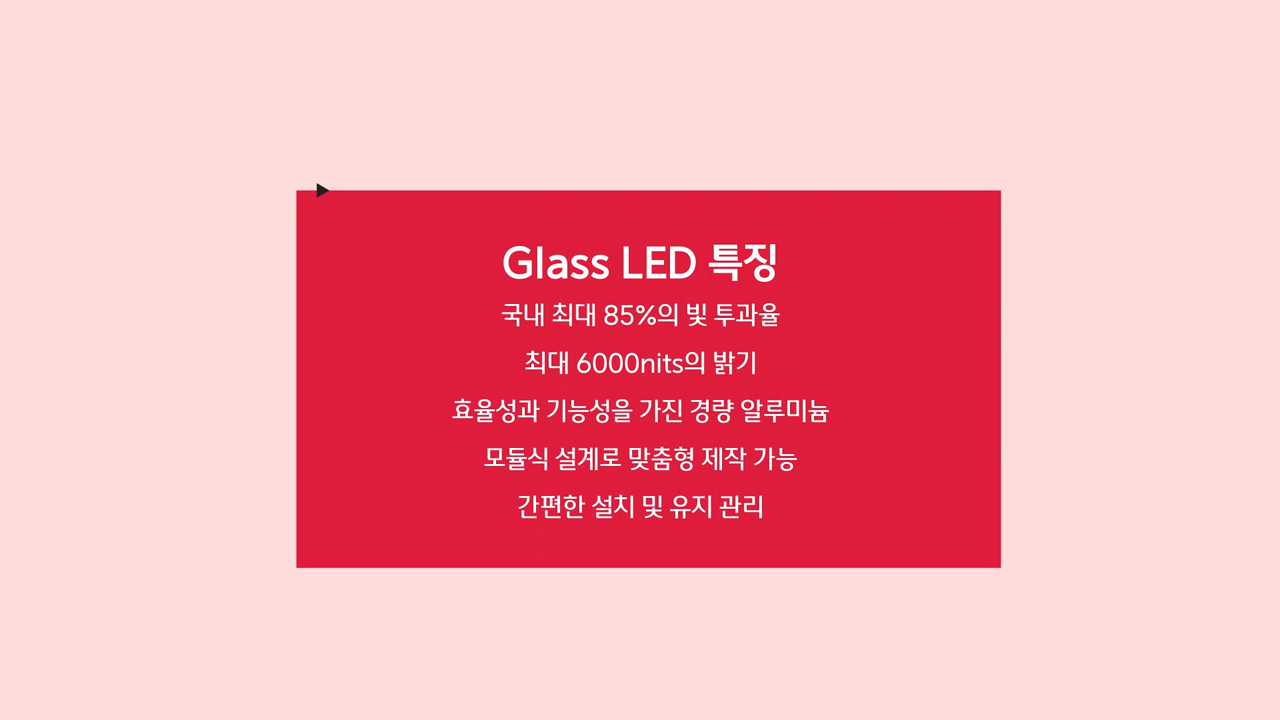 Glass LED 특징
국내 최대 85%의 빛 투과율
최대 6000nits의 밝기
효율성과 기능성을 가진 경량 알루미늄
모듈식 설계로 맞춤형 제작 가능
간편한 설치 및 유지 관리